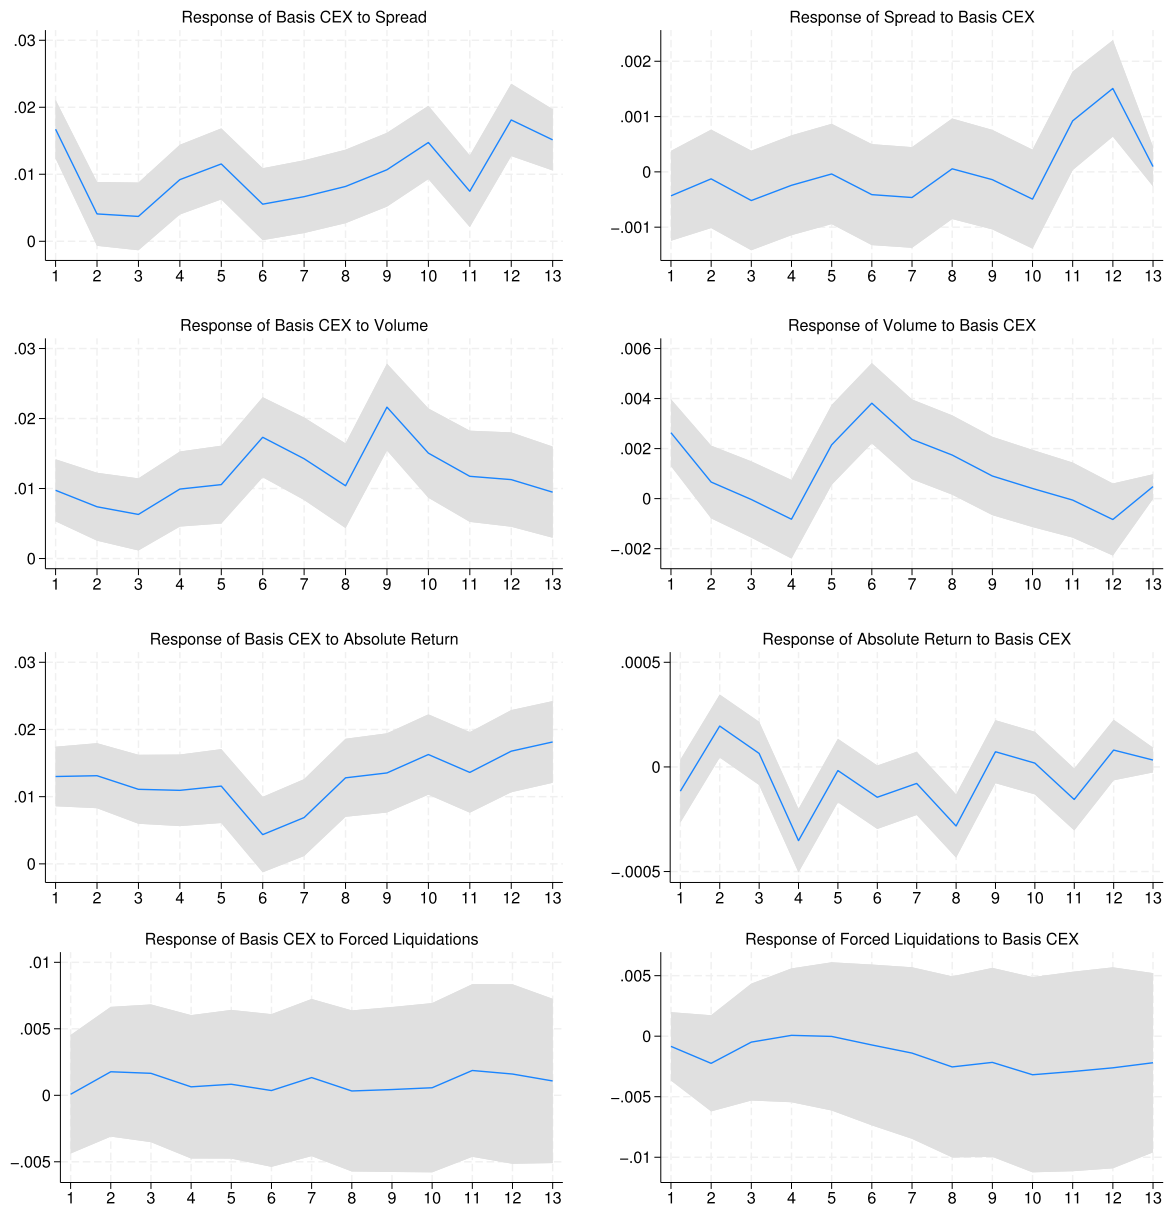 Response of Basis CEX to Spread
.03
.02
.01
0
1 2 3 4 5 6 7 8 9 10 11 12 13
Response of Spread to Basis CEX
.002
.001
0
−.001
1 2 3 4 5 6 7 8 9 10 11 12 13
Response of Basis CEX to Volume
.03
.02
.01
0
1 2 3 4 5 6 7 8 9 10 11 12 13
Response of Volume to Basis CEX
.006
.004
.002
0
−.002
1 2 3 4 5 6 7 8 9 10 11 12 13
Response of Basis CEX to Absolute Return
.03
.02
.01
0
1 2 3 4 5 6 7 8 9 10 11 12 13
Response of Absolute Return to Basis CEX
.0005
0
−.0005
1 2 3 4 5 6 7 8 9 10 11 12 13
Response of Basis CEX to Forced Liquidations
.01
.005
0
−.005
1 2 3 4 5 6 7 8 9 10 11 12 13
Response of Forced Liquidations to Basis CEX
.005
0
−.005
−.01
1 2 3 4 5 6 7 8 9 10 11 12 13